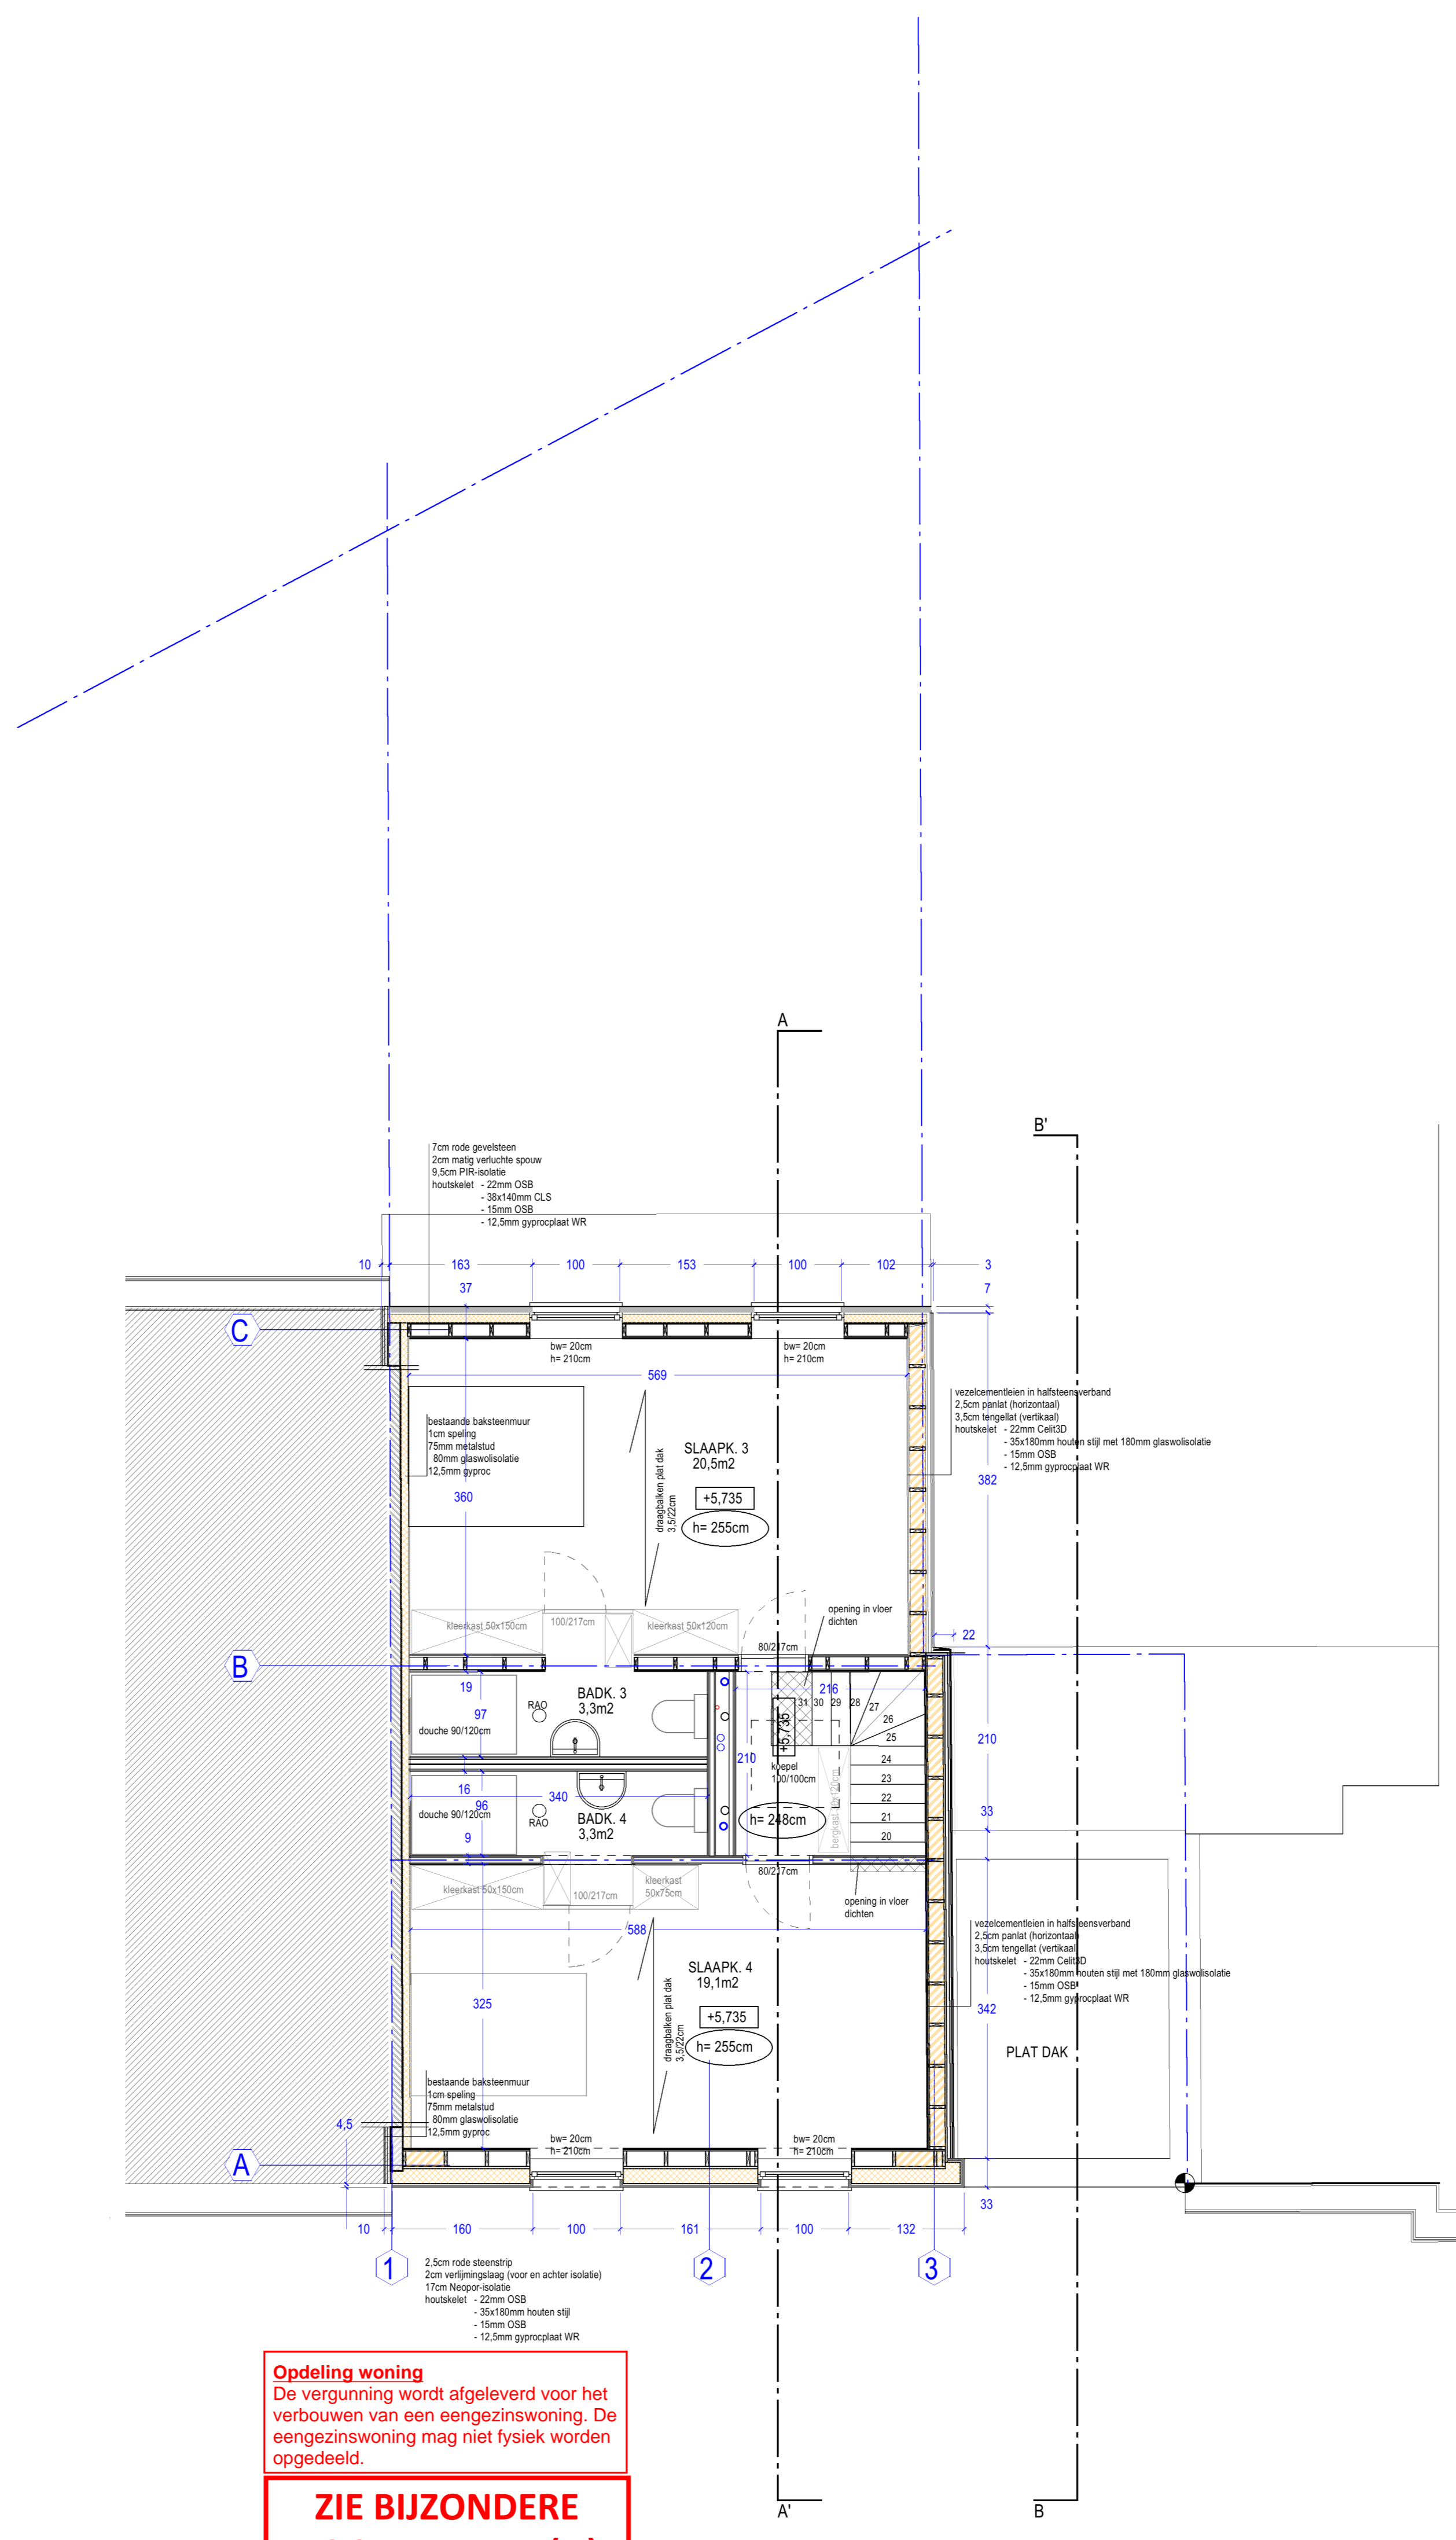 A
B'
7cm rode gevelsteen
2cm matig verluchte spouw
9,5cm PIR-isolatie
houtskelet - 22mm OSB
- 38x140mm CLS
- 15mm OSB
- 12,5mm gyprocplaat WR
10 163 100 153 100 102 3
37 7
C
bw= 20cm
h= 210cm
bw= 20cm
h= 210cm
569
vezelcementleien in halfsteensverband
2,5cm panlat (horizontaal)
3,5cm tengellat (vertikaal)
houtskelet - 22mm Celit3D
- 35x180mm houten stijl met 180mm glaswolisolatie
- 15mm OSB
- 12,5mm gyprocplaat WR
bestaande baksteenmuur
1cm speling
75mm metalstud
80mm glaswolisolatie
12,5mm gyproc
SLAAPK. 3
20,5m2
+5,735
h= 255cm
draagbalken plat dak
3,5/22cm
360
382
opening in vloer
dichten
kleerkast 50x150cm
100/217cm
kleerkast 50x120cm
80/217cm
22
B
19
97
RAO
BADK. 3
3,3m2
douche 90/120cm
216
31 30 29 28 27
26
25
24
23
22
21
20
+5,735
210
koepel
100/100cm
210
16
96
340
douche 90/120cm
RAO
BADK. 4
3,3m2
h= 248cm
bergkast 40x120cm
33
9
80/217cm
kleerkast 50x150cm
100/217cm
kleerkast
50x75cm
opening in vloer
dichten
588
vezelcementleien in halfsteensverband
2,5cm panlat (horizontaal)
3,5cm tengellat (vertikaal)
houtskelet - 22mm Celit3D
- 35x180mm houten stijl met 180mm glaswolisolatie
- 15mm OSB
- 12,5mm gyprocplaat WR
SLAAPK. 4
19,1m2
+5,735
h= 255cm
draagbalken plat dak
3,5/22cm
325
342
PLAT DAK
bestaande baksteenmuur
1cm speling
75mm metalstud
80mm glaswolisolatie
12,5mm gyproc
4,5
bw= 20cm
h= 210cm
bw= 20cm
h= 210cm
A
33
10 160 100 161 100 132
1 2 3
2,5cm rode steenstrip
2cm verlijmingslaag (voor en achter isolatie)
17cm Neopor-isolatie
houtskelet - 22mm OSB
- 35x180mm houten stijl
- 15mm OSB
- 12,5mm gyprocplaat WR
Opdeling woning
De vergunning wordt afgeleverd voor het
verbouwen van een eengezinswoning. De
eengezinswoning mag niet fysiek worden
opgedeeld.
ZIE BIJZONDERE
A'
B